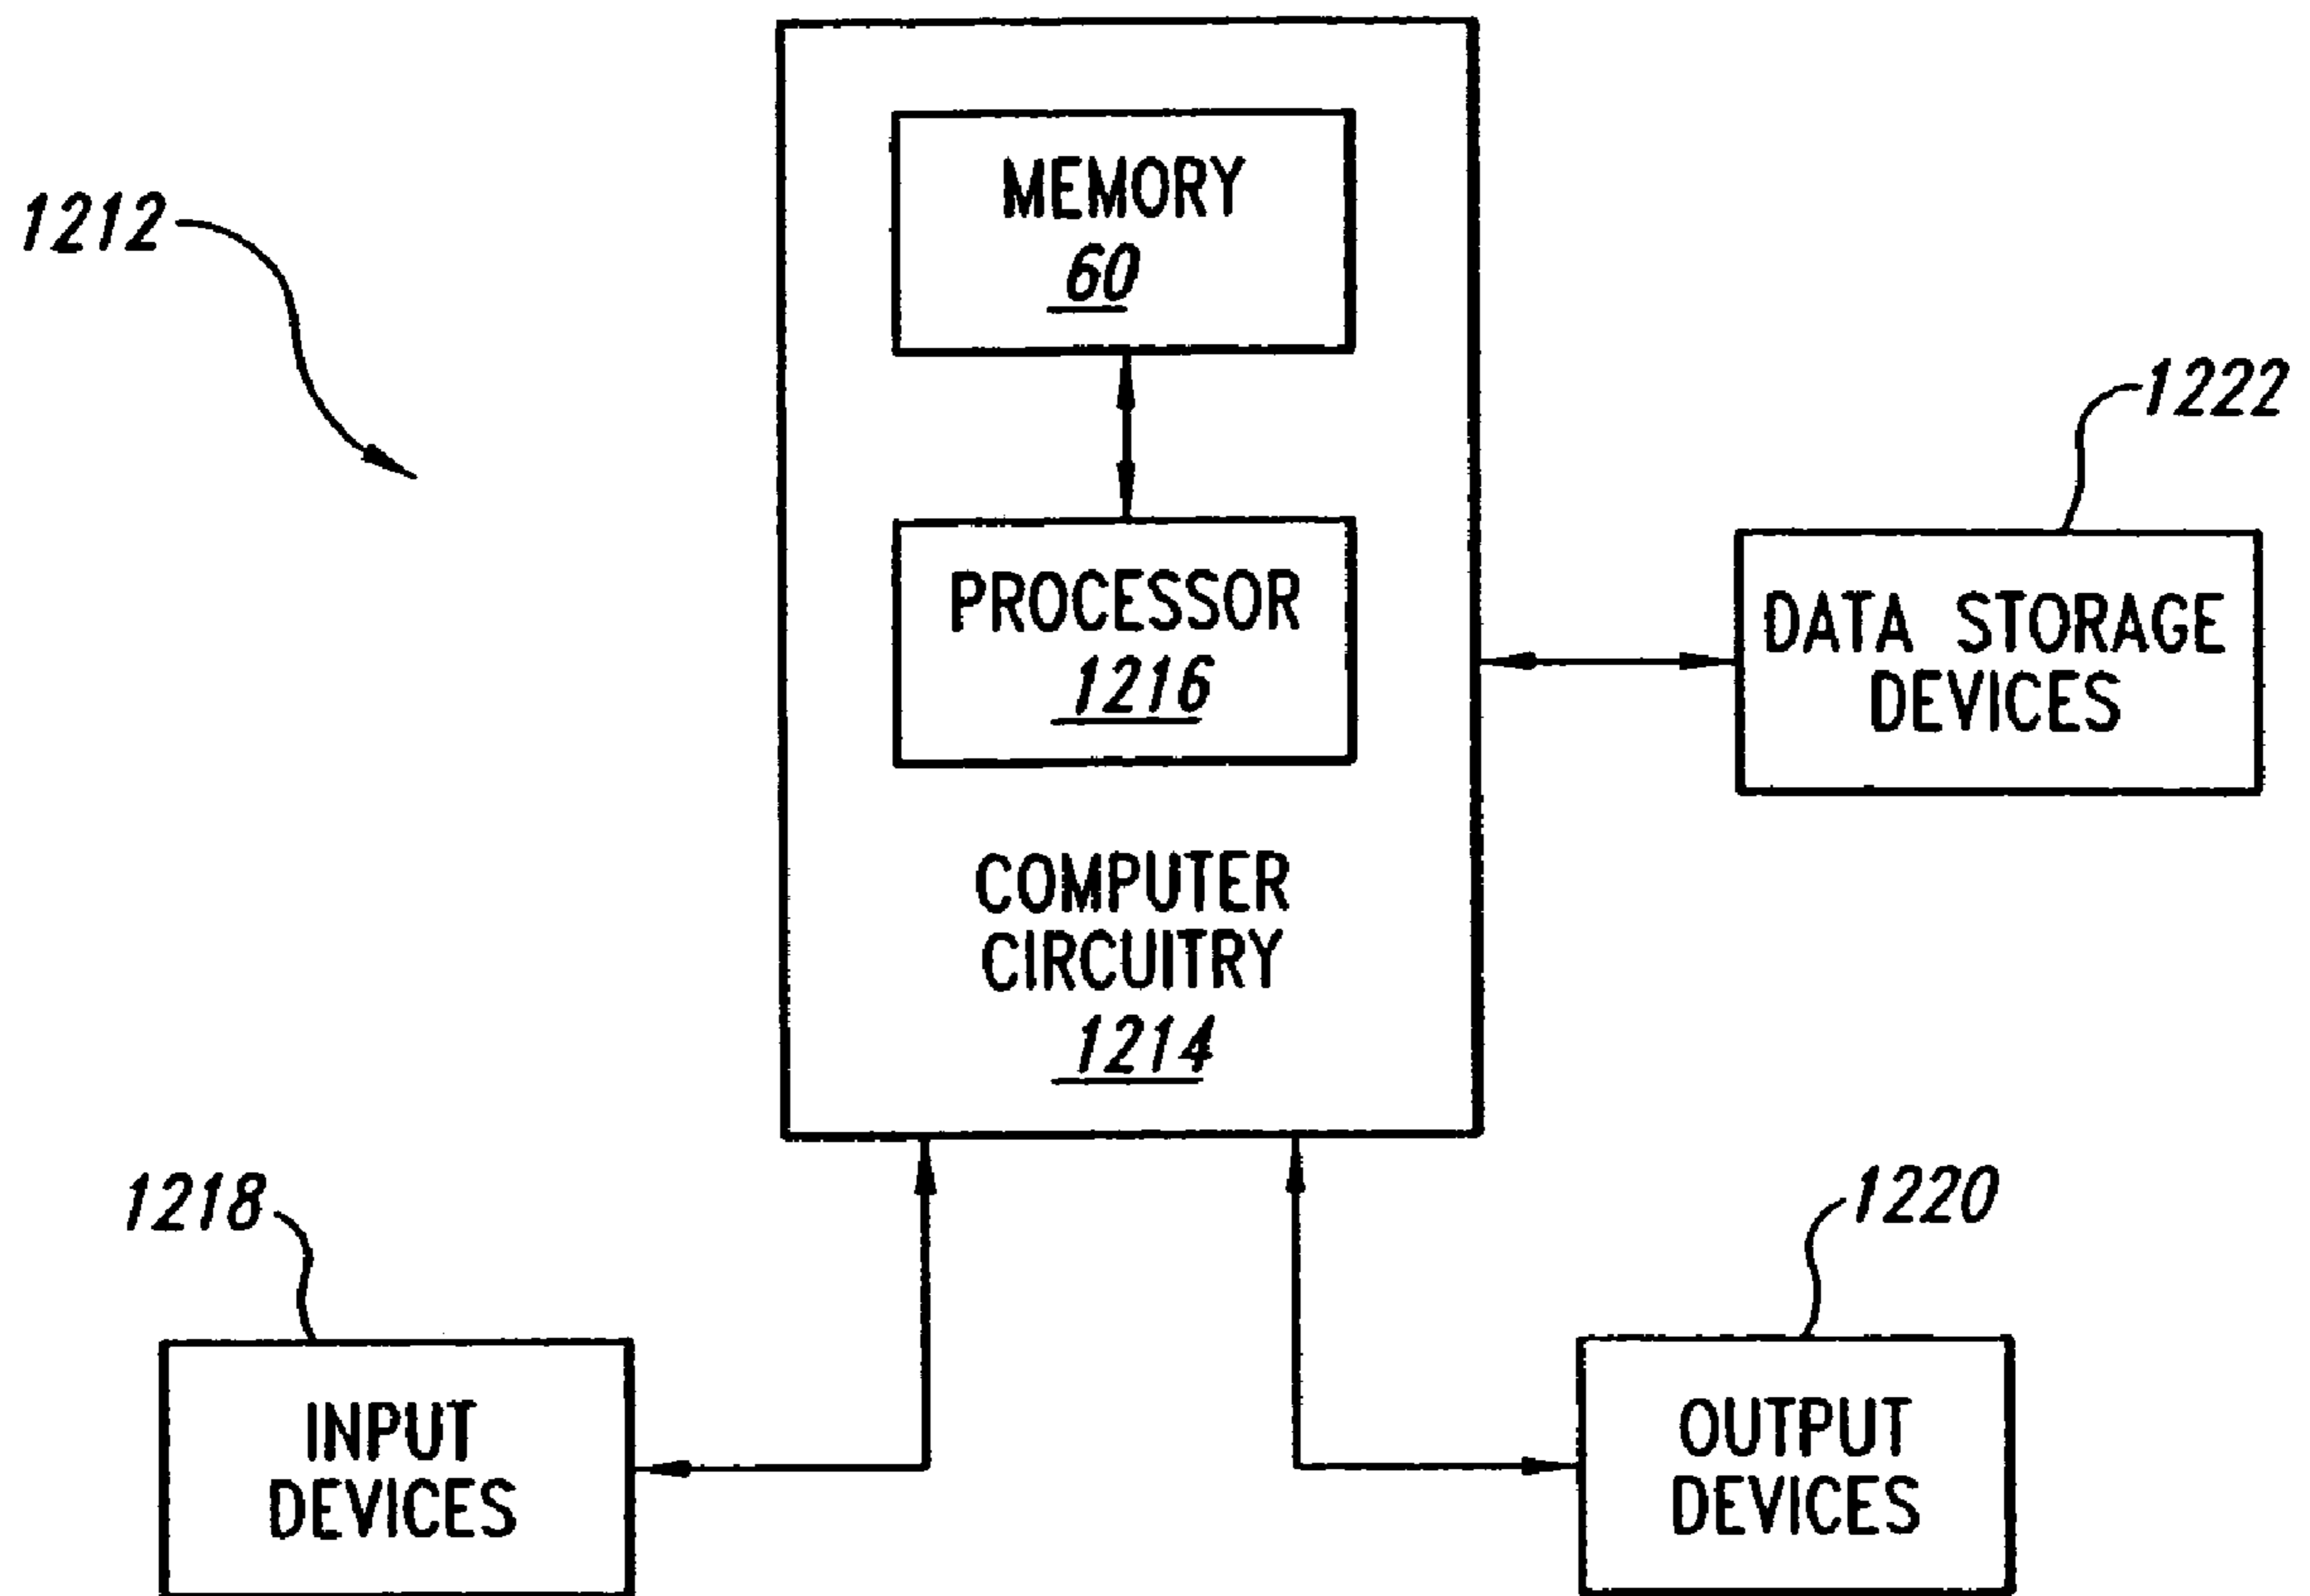 1212
MEMORY
60
1222
PROCESSOR
1216
DATA STORAGE
DEVICES
COMPUTER
CIRCUITRY
1214
1218
1220
INPUT
DEVICES
OUTPUT
DEVICES